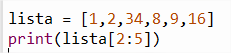 lista = [1,2,34,8,9,16]
print(lista[2:5])